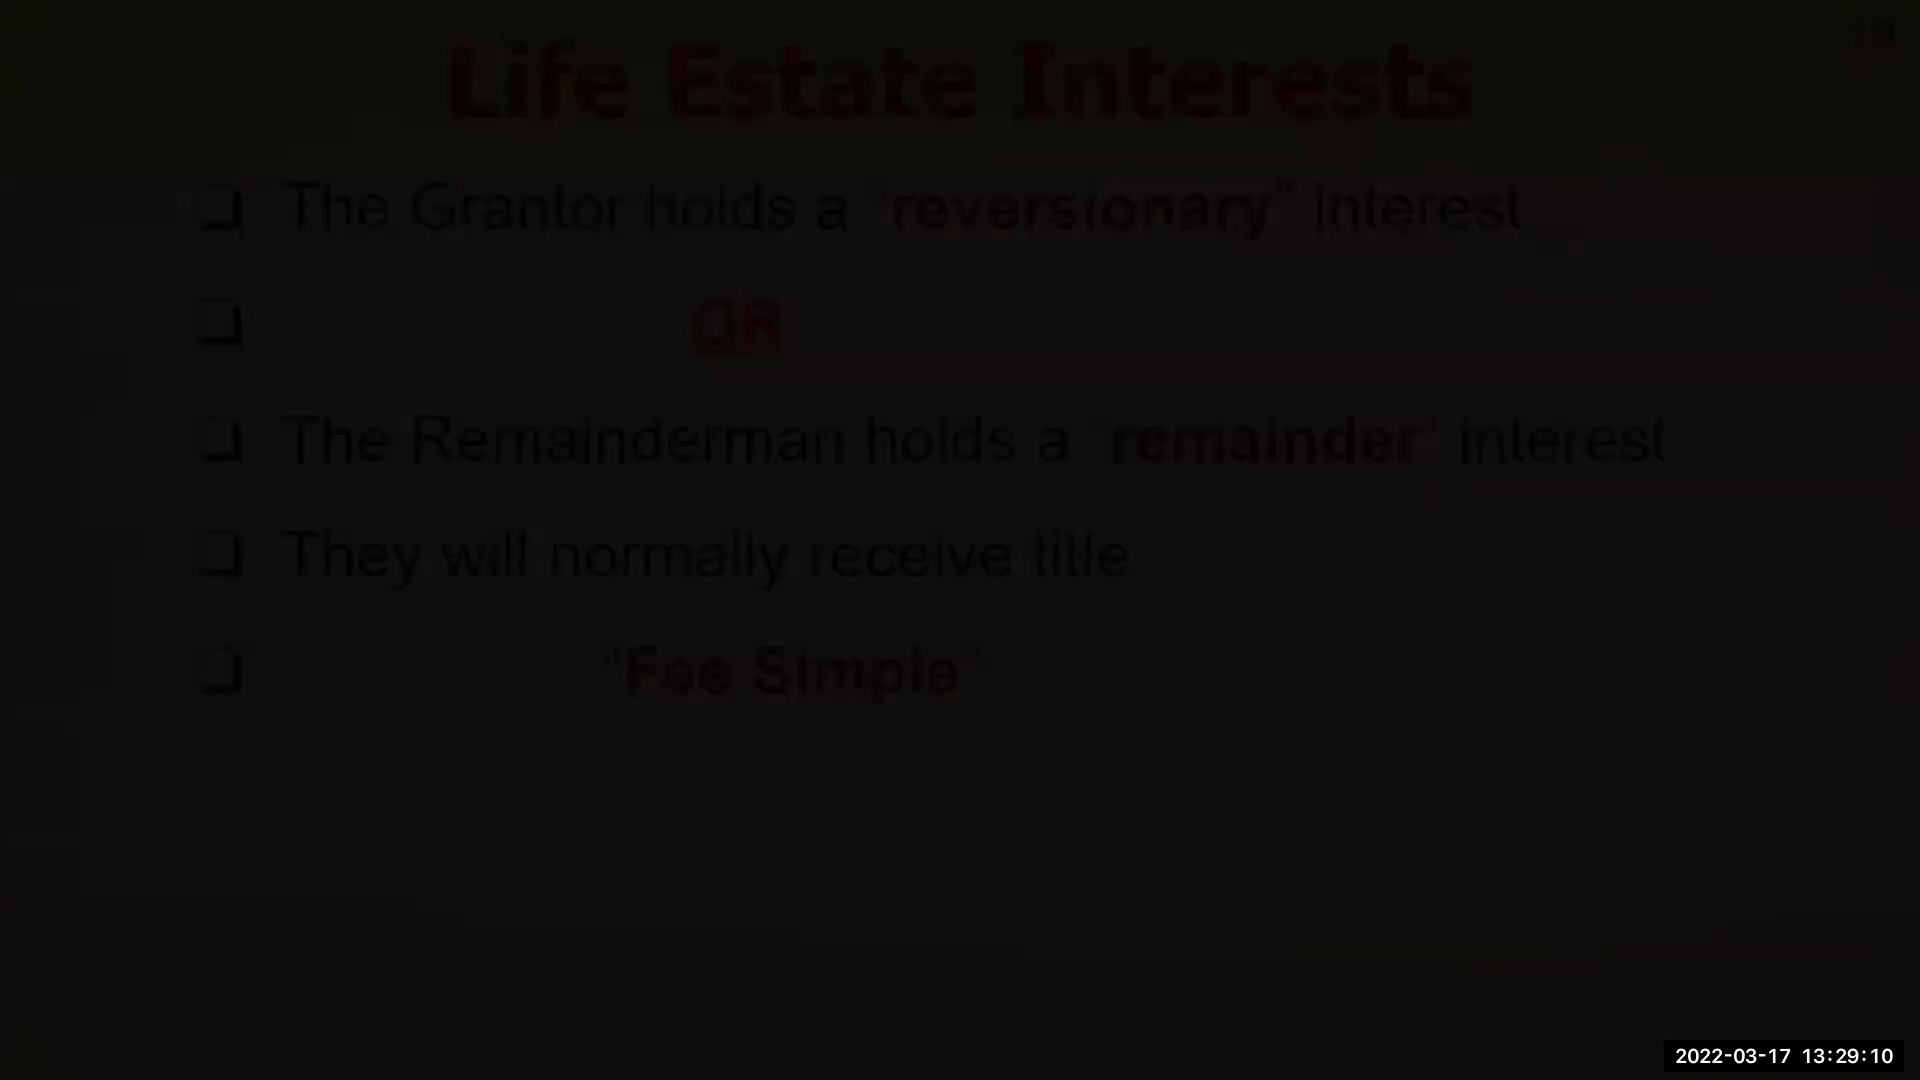 Life Estate Interests
❑ The Grantor holds a "reversionary" interest
❑ OR
❑ The Remainderman holds a "remainder" interest
❑ They will normally receive title
❑ "Fee Simple"
2022-03-17 13:29:10